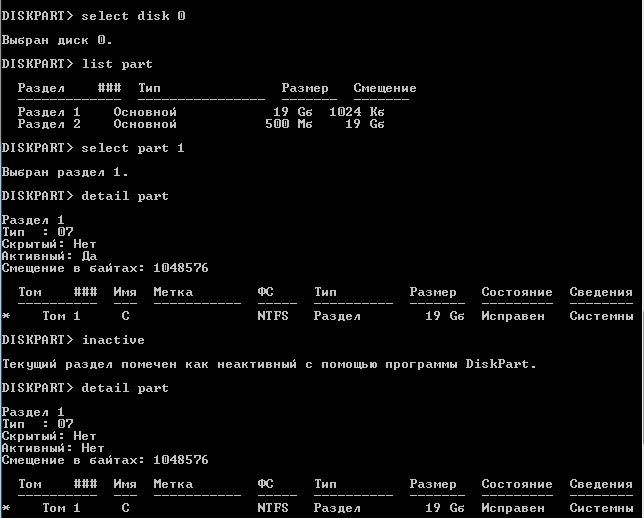 DISKPART> select disk 0
Выбран диск 0.
DISKPART> list part
Раздел    ###  Тип               Размер   Смещение
-------------  ----------------  -------  -------
Раздел 1    Основной            19 Gб  1024 Kб
Раздел 2    Основной           500 Mб    19 Gб
DISKPART> select part 1
Выбран раздел 1.
DISKPART> detail part
Раздел 1
Тип  : 07
Скрытый: Нет
Активный: Да
Смещение в байтах: 1048576
Том    ###  Имя  Метка        ФС     Тип         Размер   Состояние  Сведения
----------  ---  -----------  -----  ----------  -------  ---------  --------
*    Том 1     C                NTFS   Раздел        19 Gб  Исправен   Системны
DISKPART> inactive
Текущий раздел помечен как неактивный с помощью программы DiskPart.
DISKPART> detail part
Раздел 1
Тип  : 07
Скрытый: Нет
Активный: Нет
Смещение в байтах: 1048576
Том    ###  Имя  Метка        ФС     Тип         Размер   Состояние  Сведения
----------  ---  -----------  -----  ----------  -------  ---------  --------
*    Том 1     C                NTFS   Раздел        19 Gб  Исправен   Системны